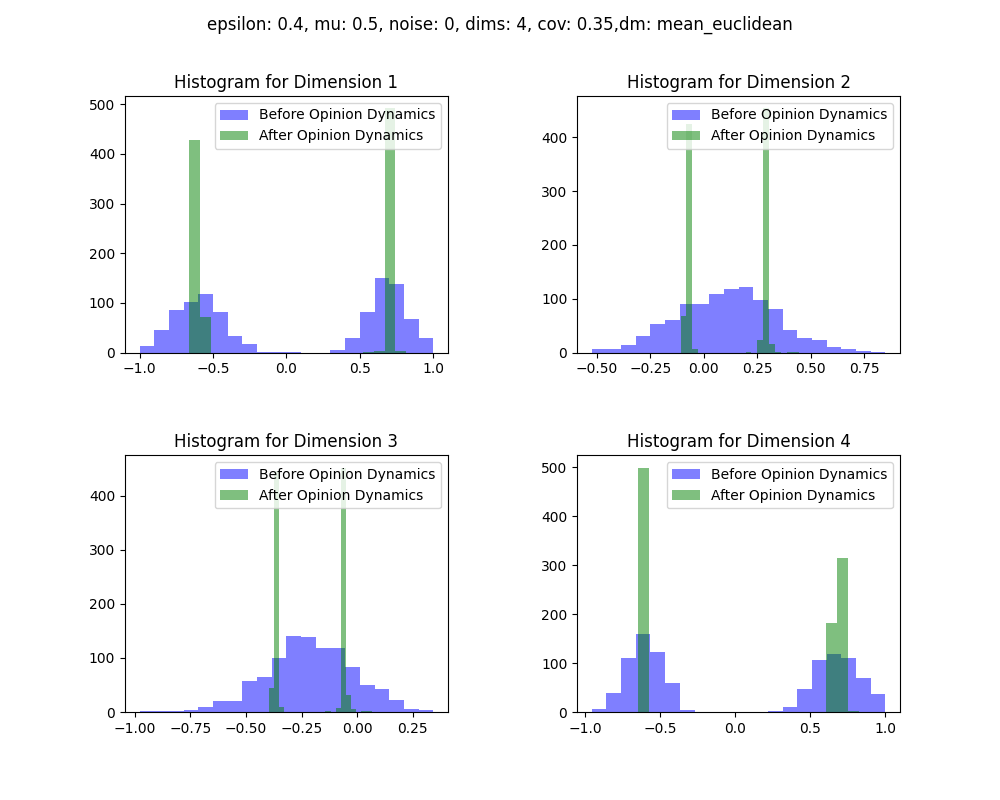 epsilon: 0.4, mu: 0.5, noise: 0, dims: 4, cov: 0.35,dm: mean_euclidean
Histogram for Dimension 1
Before Opinion Dynamics
After Opinion Dynamics
500
400
300
200
100
0
−1.0 −0.5 0.0 0.5 1.0
Histogram for Dimension 2
Before Opinion Dynamics
After Opinion Dynamics
400
300
200
100
0
−0.50 −0.25 0.00 0.25 0.50 0.75
Histogram for Dimension 3
Before Opinion Dynamics
After Opinion Dynamics
400
300
200
100
0
−1.00 −0.75 −0.50 −0.25 0.00 0.25
Histogram for Dimension 4
Before Opinion Dynamics
After Opinion Dynamics
500
400
300
200
100
0
−1.0 −0.5 0.0 0.5 1.0